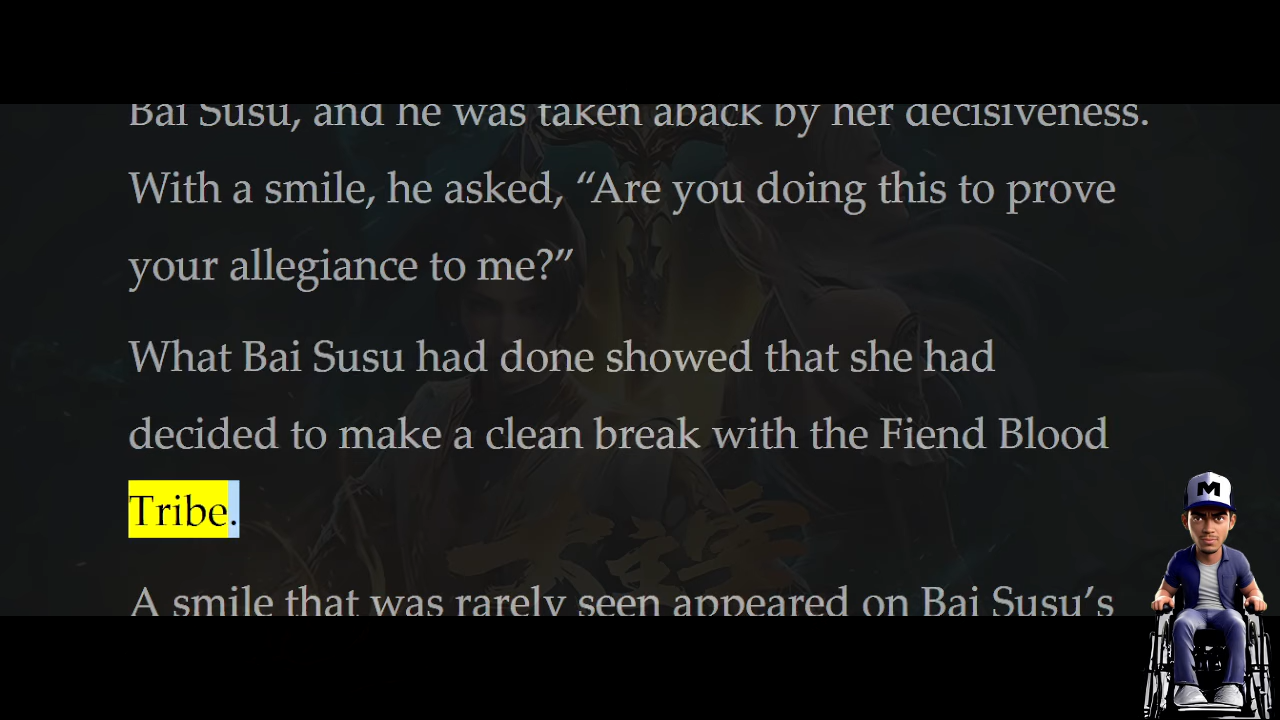 Bai Susu, and he was taken aback by her decisiveness.
With a smile, he asked, “Are you doing this to prove
your allegiance to me?”
What Bai Susu had done showed that she had
decided to make a clean break with the Fiend Blood
Tribe.
A smile that was rarely seen appeared on Bai Susu’s
M